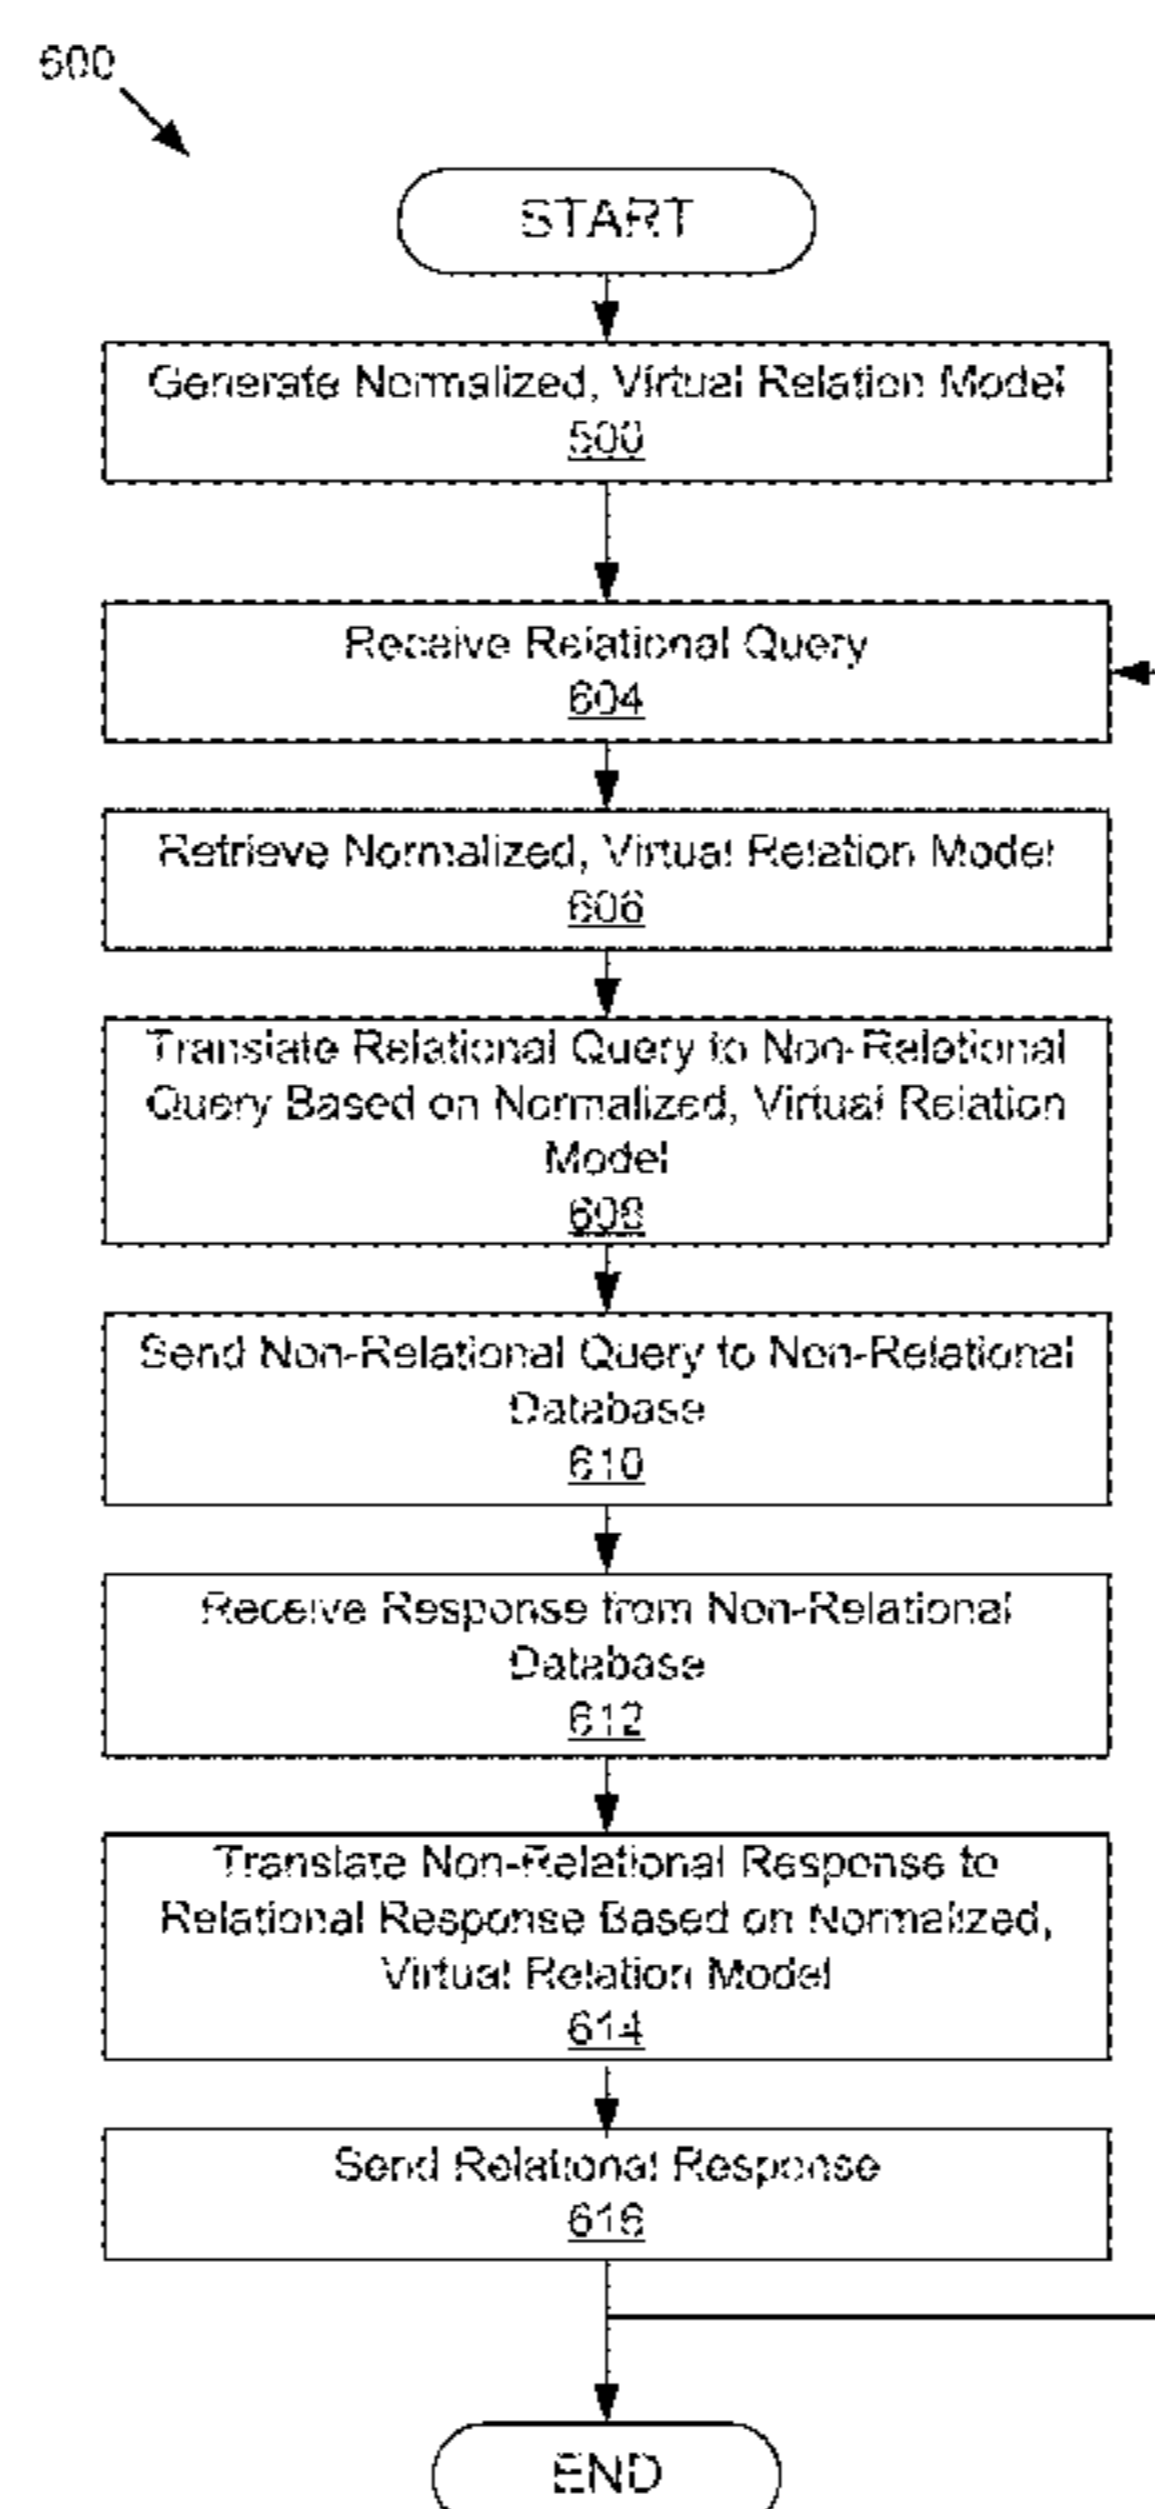 600
START
Generate Normalized, Virtual Relation Model
500
Receive Relational Query
604
Retrieve Normalized, Virtual Relation Model
606
Translate Relational Query to Non-Relational
Query Based on Normalized, Virtual Relation
Model
608
Send Non-Relational Query to Non-Relational
Database
610
Receive Response from Non-Relational
Database
612
Translate Non-Relational Response to
Relational Response Based on Normalized,
Virtual Relation Model
614
Send Relational Response
616
END